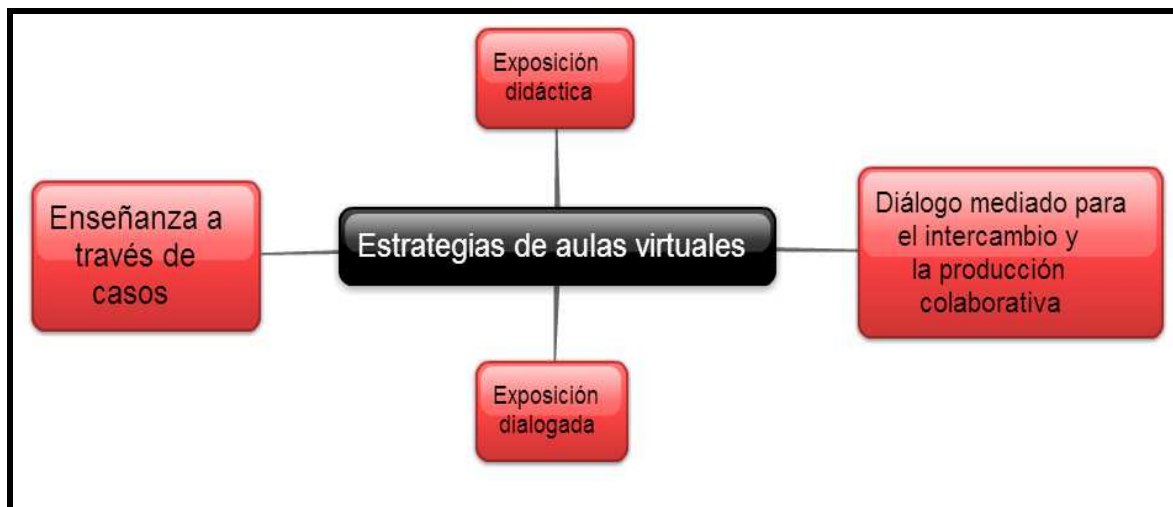 Exposición
didáctica
Enseñanza a
través de
casos
Estrategias de aulas virtuales
Diálogo mediado para
el intercambio y
la producción
colaborativa
Exposición
dialogada